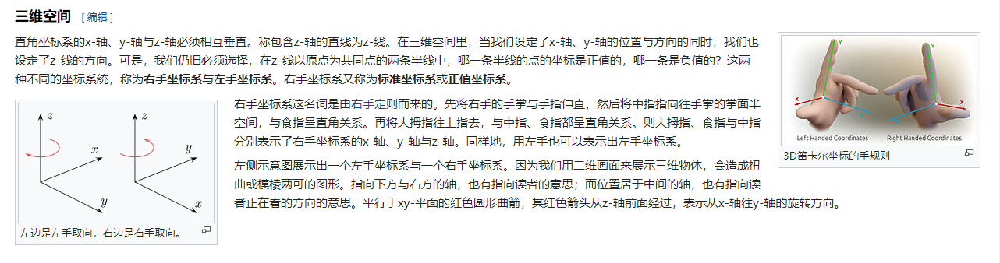 三维空间 [ 编辑 ]
直角坐标系的x-轴、y-轴与z-轴必须相互垂直。称包含z-轴的直线为z-线。在三维空间里，当我们设定了x-轴、y-轴的位置与方向的同时，我们也
设定了z-线的方向。可是，我们仍旧必须选择，在z-线以原点为共同点的两条半线中，哪一条半线的点的坐标是正值的，哪一条是负值的？这两
种不同的坐标系统，称为右手坐标系与左手坐标系。右手坐标系又称为标准坐标系或正值坐标系。
Y
X
Left Handed Coordinates
Y
X
Right Handed Coordinates
3D笛卡尔坐标的手规则
z
x
y
z
y
x
左边是左手取向，右边是右手取向。
右手坐标系这名词是由右手定则而来的。先将右手的手掌与手指伸直，然后将中指指向往手掌的掌面半
空间，与食指呈直角关系。再将大拇指往上指去，与中指、食指都呈直角关系。则大拇指、食指与中指
分别表示了右手坐标系的x-轴、y-轴与z-轴。同样地，用左手也可以表示出左手坐标系。
左侧示意图展示出一个左手坐标系与一个右手坐标系。因为我们用二维画面来展示三维物体，会造成扭
曲或模棱两可的图形。指向下方与右方的轴，也有指向读者的意思；而位置居于中间的轴，也有指向读
者正在看的方向的意思。平行于xy-平面的红色圆形曲箭，其红色箭头从z-轴前面经过，表示从x-轴往y-轴的旋转方向。